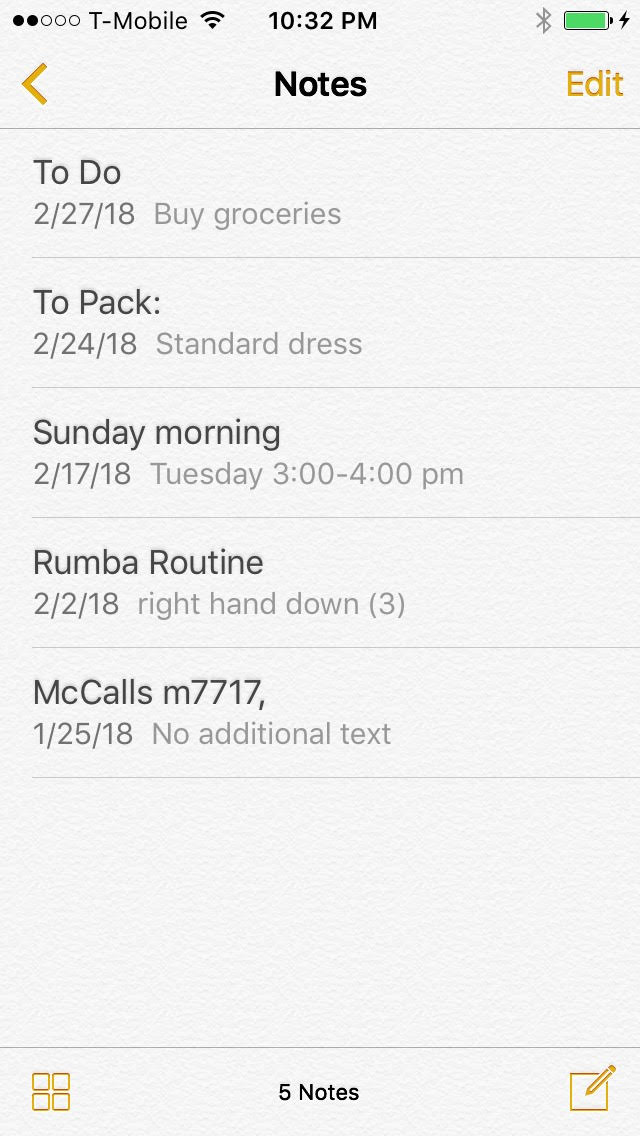 T-Mobile 10:32 PM
Notes Edit
To Do
2/27/18 Buy groceries
To Pack:
2/24/18 Standard dress
Sunday morning
2/17/18 Tuesday 3:00-4:00 pm
Rumba Routine
2/2/18 right hand down (3)
McCalls m7717,
1/25/18 No additional text
5 Notes